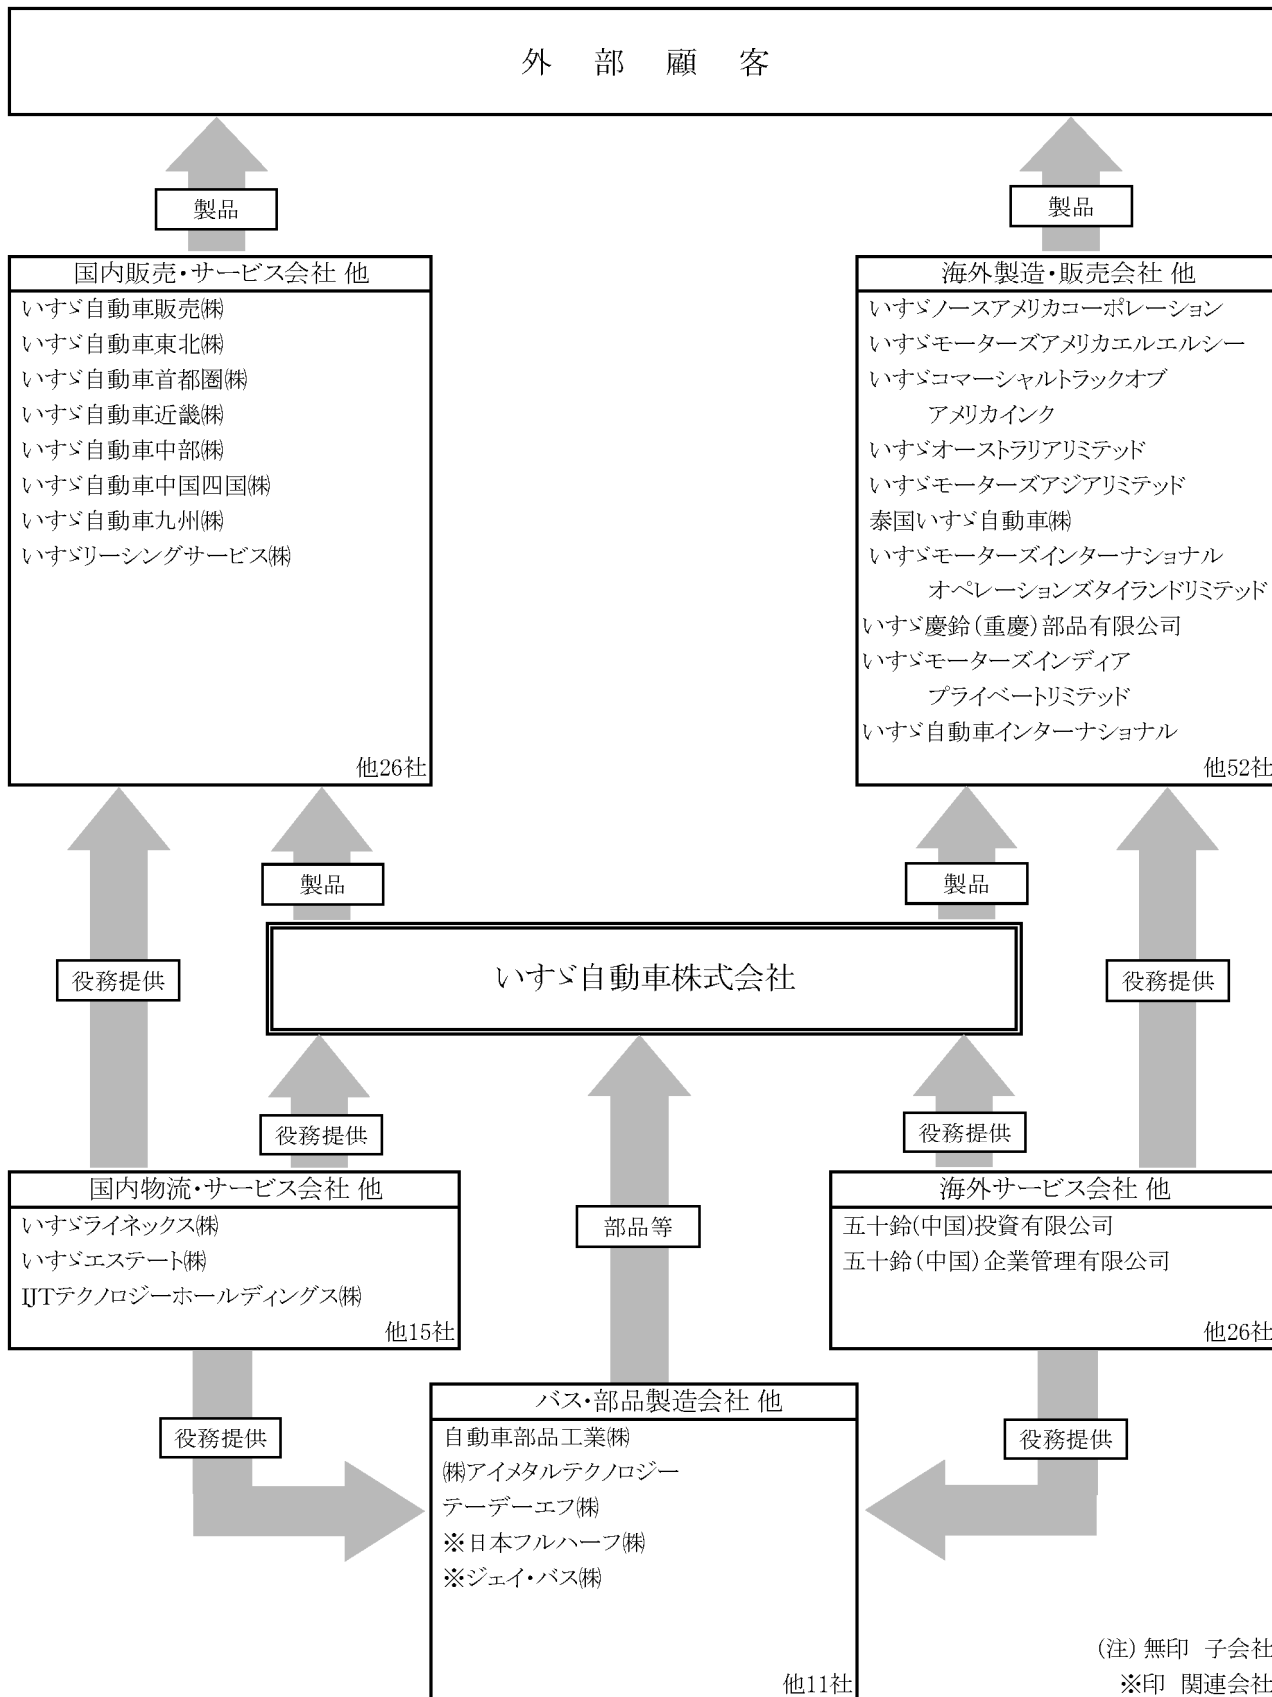 外部顧客
製品
製品
国内販売・サービス会社 他
いすゞ自動車販売㈱
いすゞ自動車東北㈱
いすゞ自動車首都圏㈱
いすゞ自動車近畿㈱
いすゞ自動車中部㈱
いすゞ自動車中国四国㈱
いすゞ自動車九州㈱
いすゞリーシングサービス㈱
他26社
海外製造・販売会社 他
いすゞノースアメリカコーポレーション
いすゞモーターズアメリカエルエルシー
いすゞコマーシャルトラックオブ
アメリカインク
いすゞオーストラリアリミテッド
いすゞモーターズアジアリミテッド
泰国いすゞ自動車㈱
いすゞモーターズインターナショナル
オペレーションズタイランドリミテッド
いすゞ慶鈴(重慶)部品有限公司
いすゞモーターズインディア
プライベートリミテッド
いすゞ自動車インターナショナル
他52社
製品
製品
役務提供
いすゞ自動車株式会社
役務提供
役務提供
役務提供
国内物流・サービス会社 他
いすゞライネックス㈱
いすゞエステート㈱
IJTテクノロジーホールディングス㈱
他15社
部品等
海外サービス会社 他
五十鈴(中国)投資有限公司
五十鈴(中国)企業管理有限公司
他26社
役務提供
役務提供
バス・部品製造会社 他
自動車部品工業㈱
㈱アイメタルテクノロジー
テーデーエフ㈱
※日本フルハーフ㈱
※ジェイ・バス㈱
他11社
(注) 無印 子会社
※印 関連会社